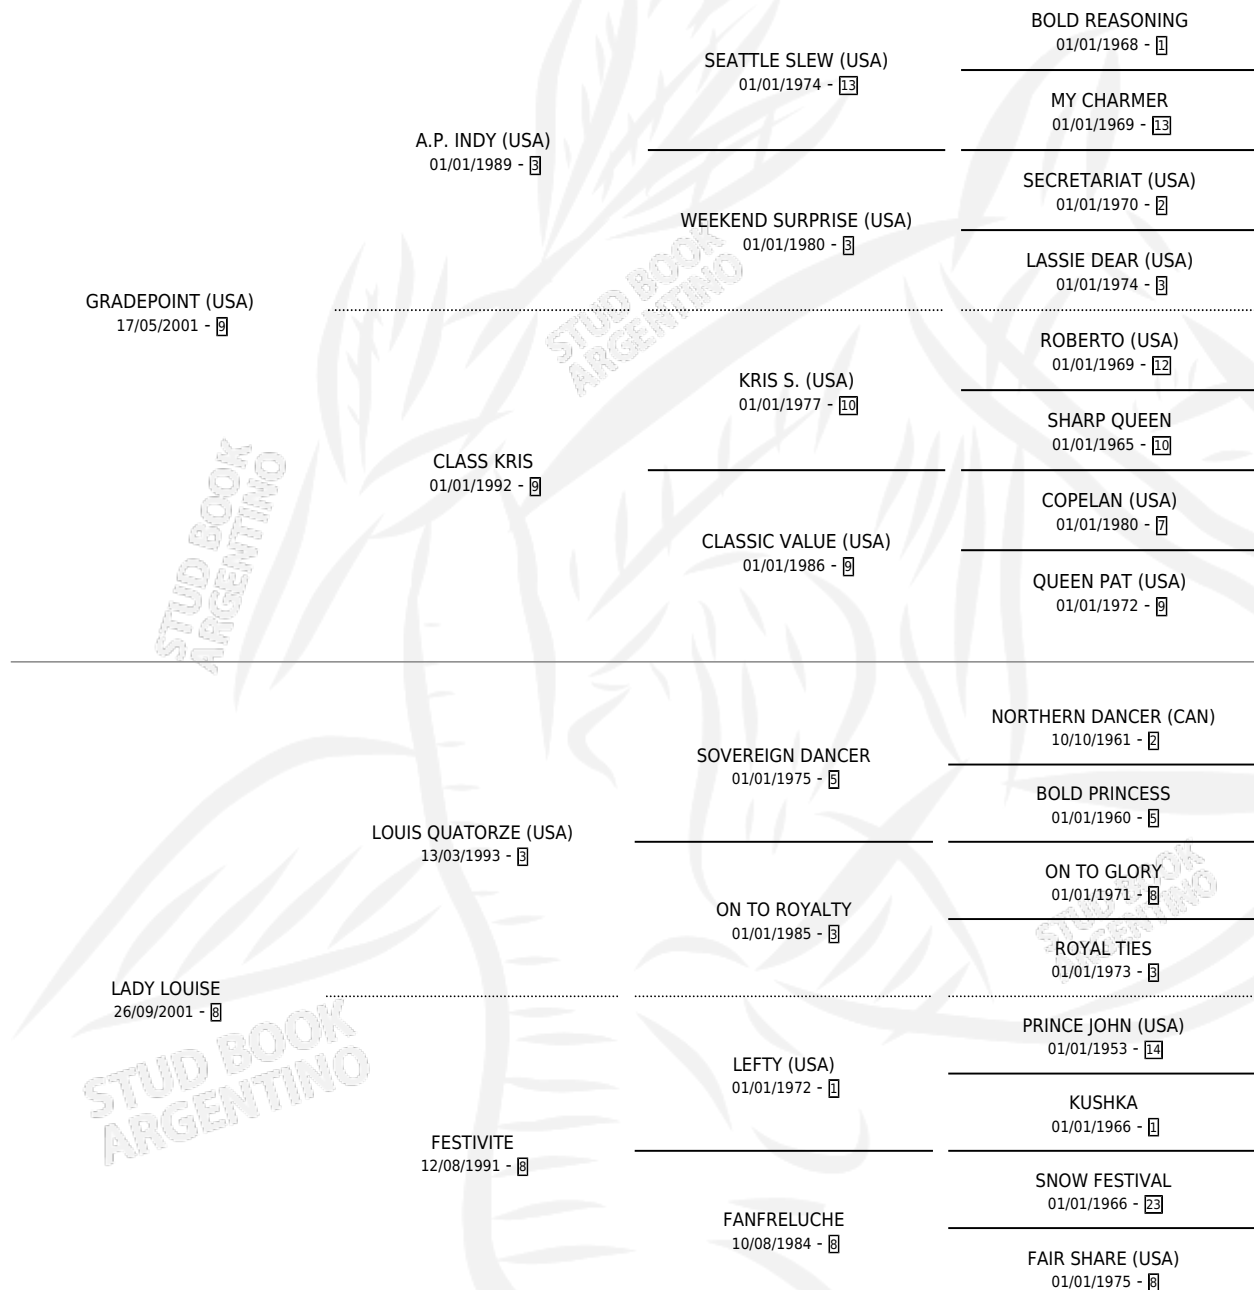 BOLD REASONING
01/01/1968 - 1
SEATTLE SLEW (USA)
01/01/1974 - 13
MY CHARMER
01/01/1969 - 13
A.P. INDY (USA)
01/01/1989 - 3
SECRETARIAT (USA)
01/01/1970 - 2
WEEKEND SURPRISE (USA)
01/01/1980 - 3
LASSIE DEAR (USA)
01/01/1974 - 3
GRADEPOINT (USA)
17/05/2001 - 9
ROBERTO (USA)
01/01/1969 - 12
KRIS S. (USA)
01/01/1977 - 10
SHARP QUEEN
01/01/1965 - 10
CLASS KRIS
01/01/1992 - 9
COPELAN (USA)
01/01/1980 - 7
CLASSIC VALUE (USA)
01/01/1986 - 9
QUEEN PAT (USA)
01/01/1972 - 9
NORTHERN DANCER (CAN)
10/10/1961 - 2
SOVEREIGN DANCER
01/01/1975 - 5
BOLD PRINCESS
01/01/1960 - 5
LOUIS QUATORZE (USA)
13/03/1993 - 3
ON TO GLORY
01/01/1971 - 8
ON TO ROYALTY
01/01/1985 - 3
ROYAL TIES
01/01/1973 - 3
LADY LOUISE
26/09/2001 - 8
PRINCE JOHN (USA)
01/01/1953 - 14
LEFTY (USA)
01/01/1972 - 1
KUSHKA
01/01/1966 - 1
FESTIVITE
12/08/1991 - 8
SNOW FESTIVAL
01/01/1966 - 23
FANFRELUCHE
10/08/1984 - 8
FAIR SHARE (USA)
01/01/1975 - 8
STUD BOOK
ARGENTINO
STUD BOOK
ARGENTINO
STUD BOOK
ARGENTINO
STUD BOOK
ARGENTINO